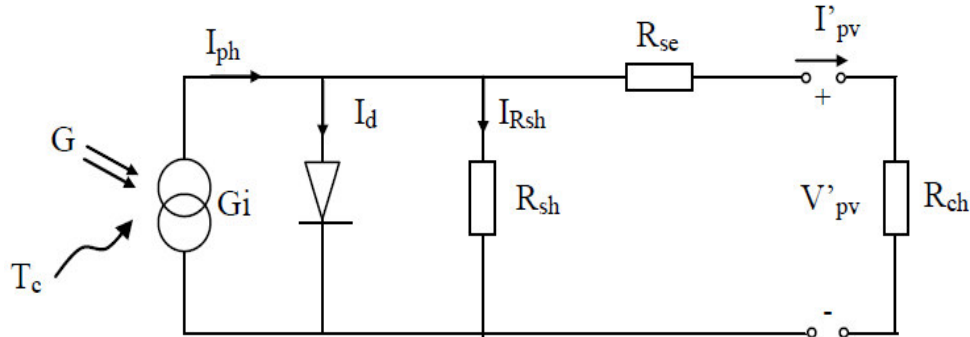 I'pv
Rse
Iph
Id
IRsh
+
G
Gi
Rsh
V'pv
Rch
Tc
-